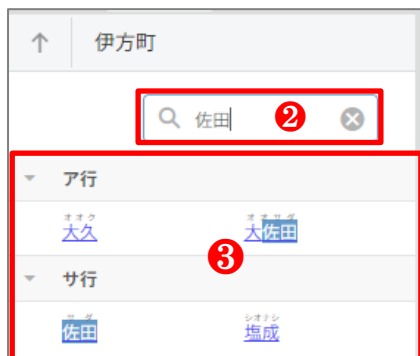 伊方町
佐田 ❷
ア行
オオク オオサダ
大久 大佐田
❸
サ行
サダ シオナシ
佐田 塩成